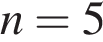 n = 5